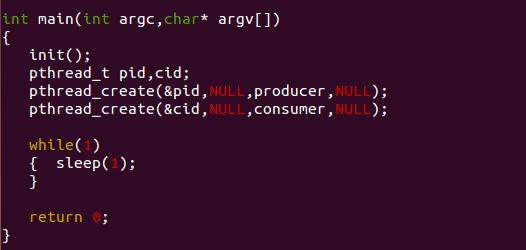 int main(int argc,char* argv[])
{
   init();
   pthread_t pid,cid;
   pthread_create(&pid,NULL,producer,NULL);
   pthread_create(&cid,NULL,consumer,NULL);

   while(1)
   {  sleep(1);
   }

   return 0;
}